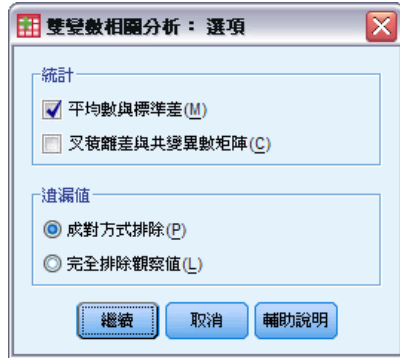 雙變數相關分析： 選項
統計
平均數與標準差(M)
叉積離差與共變異數矩陣(C)
遺漏值
成對方式排除(P)
完全排除觀察值(L)
繼續 取消 輔助說明